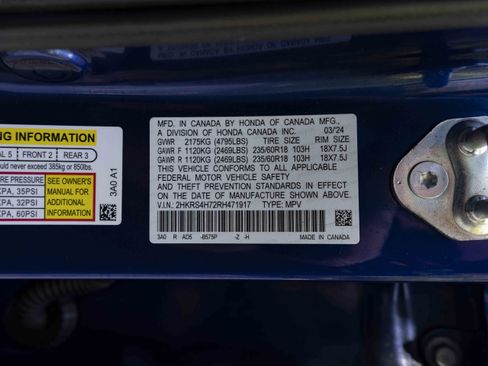 NG INFORMATION
AL 5 FRONT 2 REAR 3
ould never exceed 385kg or 850lbs.
RE PRESSURE
KPA, 35PSI
KPA, 32PSI
KPA, 60PSI
SEE OWNER'S
MANUAL FOR
ADDITIONAL
INFORMATION
3A0 A1
MFD. IN CANADA BY HONDA OF CANADA MFG.,
A DIVISION OF HONDA CANADA INC. 03/24
GVWR 2175KG (4795LBS) TIRE SIZE RIM SIZE
GAWR F 1120KG (2469LBS) 235/60R18 103H 18X7.5J
GAWR R 1120KG (2469LBS) 235/60R18 103H 18X7.5J
THIS VEHICLE CONFORMS TO ALL APPLICABLE
FEDERAL MOTOR VEHICLE SAFETY
AND THEFT PREVENTION STANDARDS IN EFFECT
ON THE DATE OF MANUFACTURE SHOWN ABOVE.
V.I.N.: 2HKRS4H72RH471917 TYPE: MPV
3A0 R AD5 -B575P -Z -H MADE IN CANADA